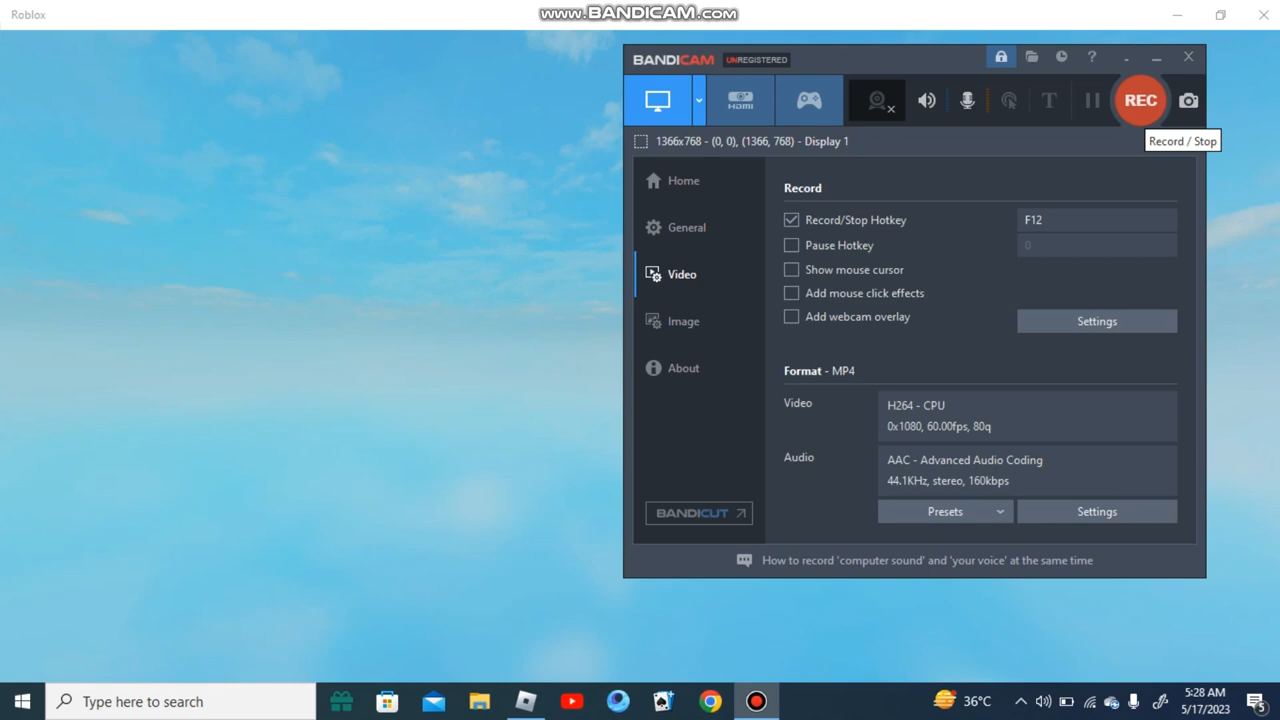 Roblox
www.BANDICAM.com
BANDICAM UNREGISTERED
HDMI
REC
Record / Stop
1366x768 - (0, 0), (1366, 768) - Display 1
Home
General
Video
Image
About
BANDICUT
Record
Record/Stop Hotkey F12
Pause Hotkey 0
Show mouse cursor
Add mouse click effects
Add webcam overlay Settings
Format - MP4
Video H264 - CPU
0x1080, 60.00fps, 80q
Audio AAC - Advanced Audio Coding
44.1KHz, stereo, 160kbps
Presets Settings
How to record 'computer sound' and 'your voice' at the same time
Type here to search
36°C
5:28 AM
5/17/2023
5